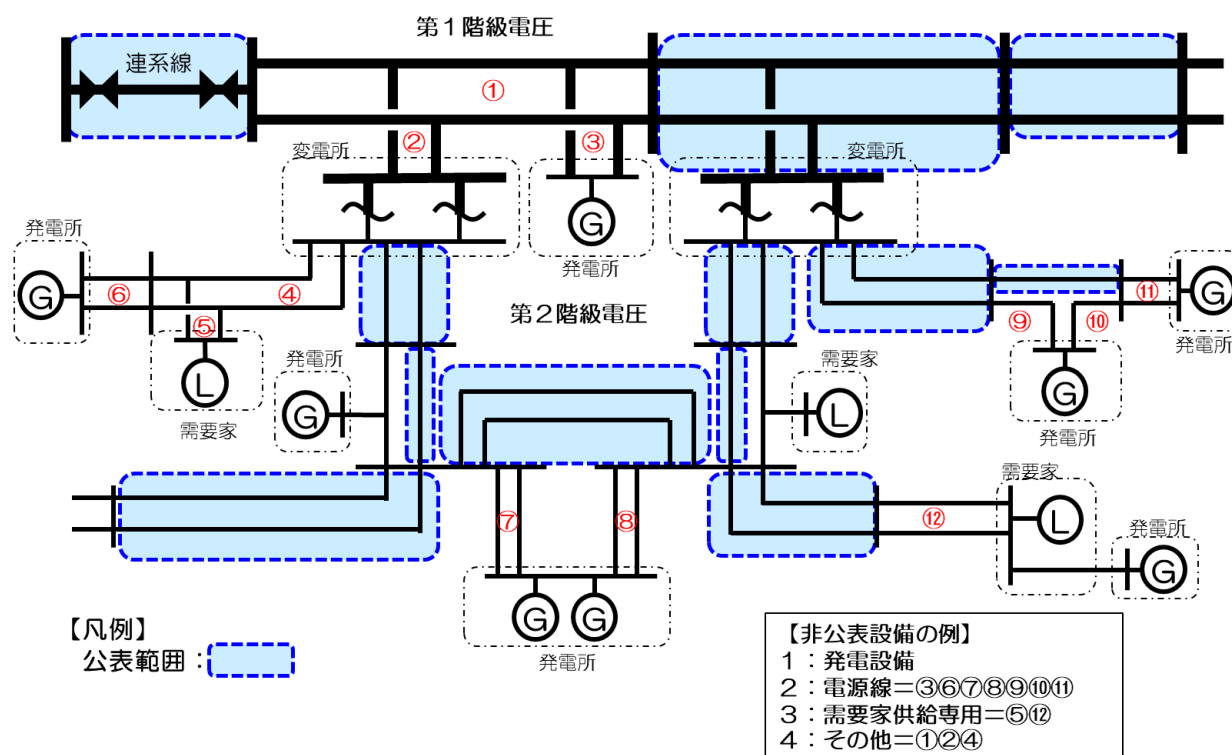 第１階級電圧
連系線
①
②
③
変電所
変電所
発電所
G
発電所
G
⑥
④
⑤
L
需要家
第２階級電圧
⑨
⑩
⑪
G
発電所
G
発電所
発電所
G
需要家
L
⑦
⑧
G
G
発電所
⑫
需要家
L
発電所
G
【凡例】
公表範囲：
【非公表設備の例】
１：発電設備
２：電源線＝③⑥⑦⑧⑨⑩⑪
３：需要家供給専用＝⑤⑫
４：その他＝①②④